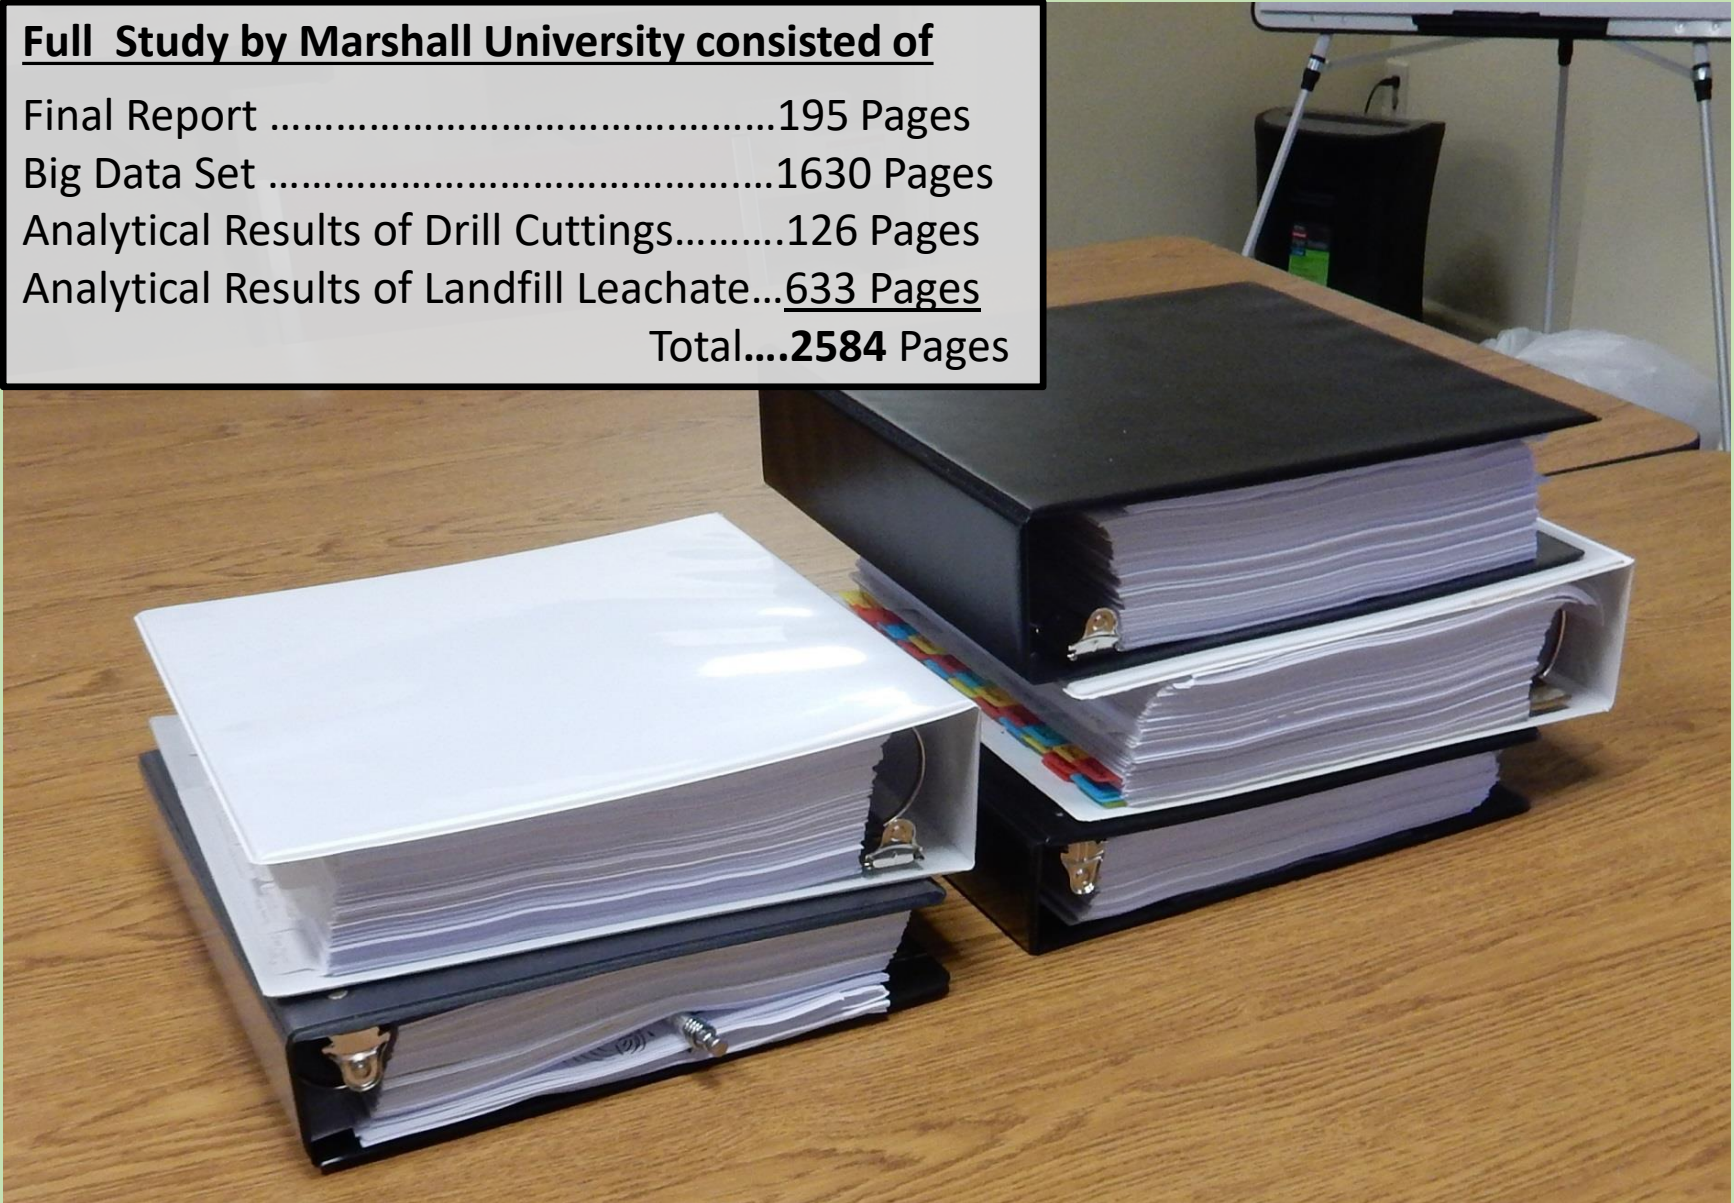 Full  Study by Marshall University consisted of
Final Report ……………………………….………195 Pages
Big Data Set …………………………………….…1630 Pages
Analytical Results of Drill Cuttings……….126 Pages
Analytical Results of Landfill Leachate…633 Pages
Total….2584 Pages